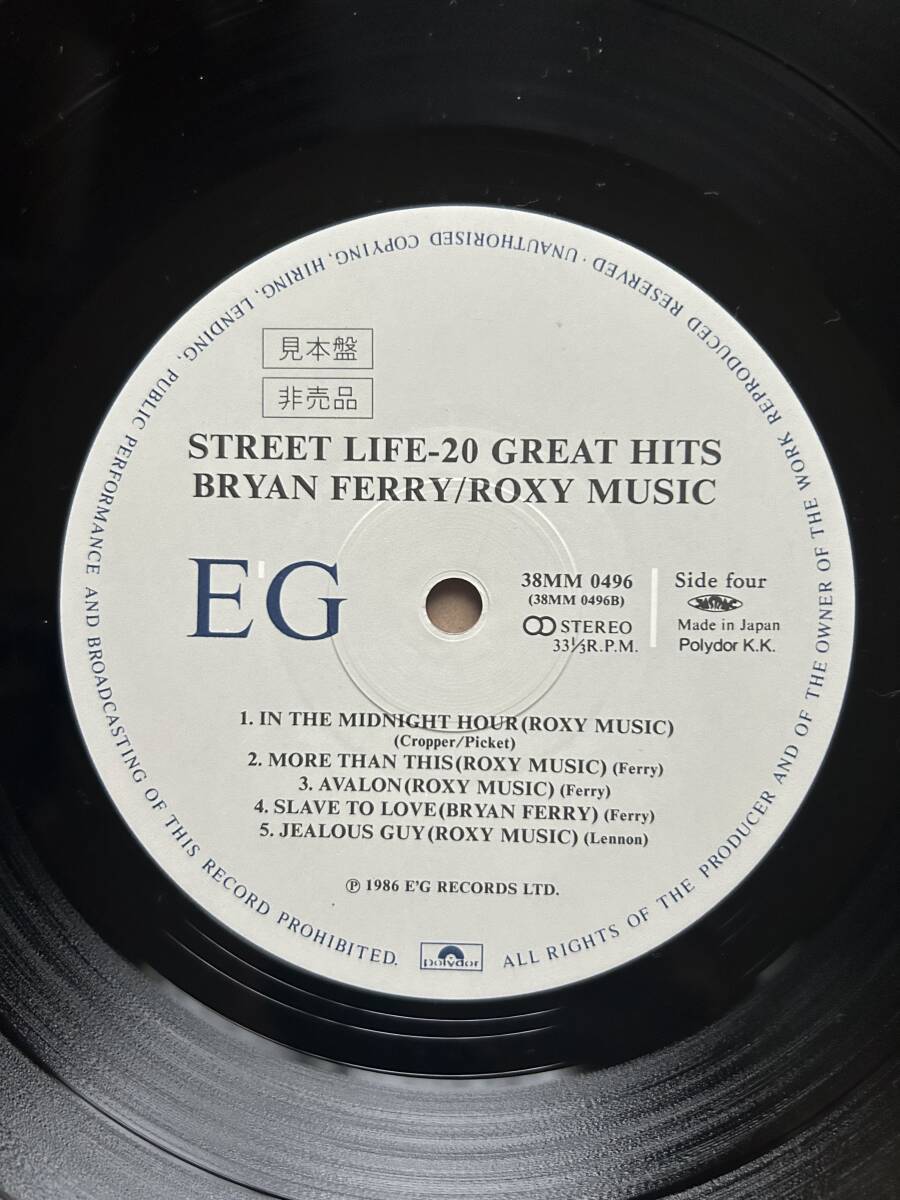 見本盤
非売品
STREET LIFE-20 GREAT HITS
BRYAN FERRY/ROXY MUSIC
E'G
38MM 0496
(38MM 0496B)
STEREO
33⅓R.P.M.
Side four
JASRAC
Made in Japan
Polydor K.K.
1. IN THE MIDNIGHT HOUR(ROXY MUSIC)
(Cropper/Picket)
2. MORE THAN THIS(ROXY MUSIC) (Ferry)
3. AVALON(ROXY MUSIC) (Ferry)
4. SLAVE TO LOVE(BRYAN FERRY) (Ferry)
5. JEALOUS GUY(ROXY MUSIC) (Lennon)
Ⓟ 1986 E'G RECORDS LTD.
polydor
ALL RIGHTS OF THE PRODUCER AND OF THE OWNER OF THE WORK REPRODUCED RESERVED · UNAUTHORISED COPYING, HIRING, LENDING, PUBLIC PERFORMANCE AND BROADCASTING OF THIS RECORD PROHIBITED.